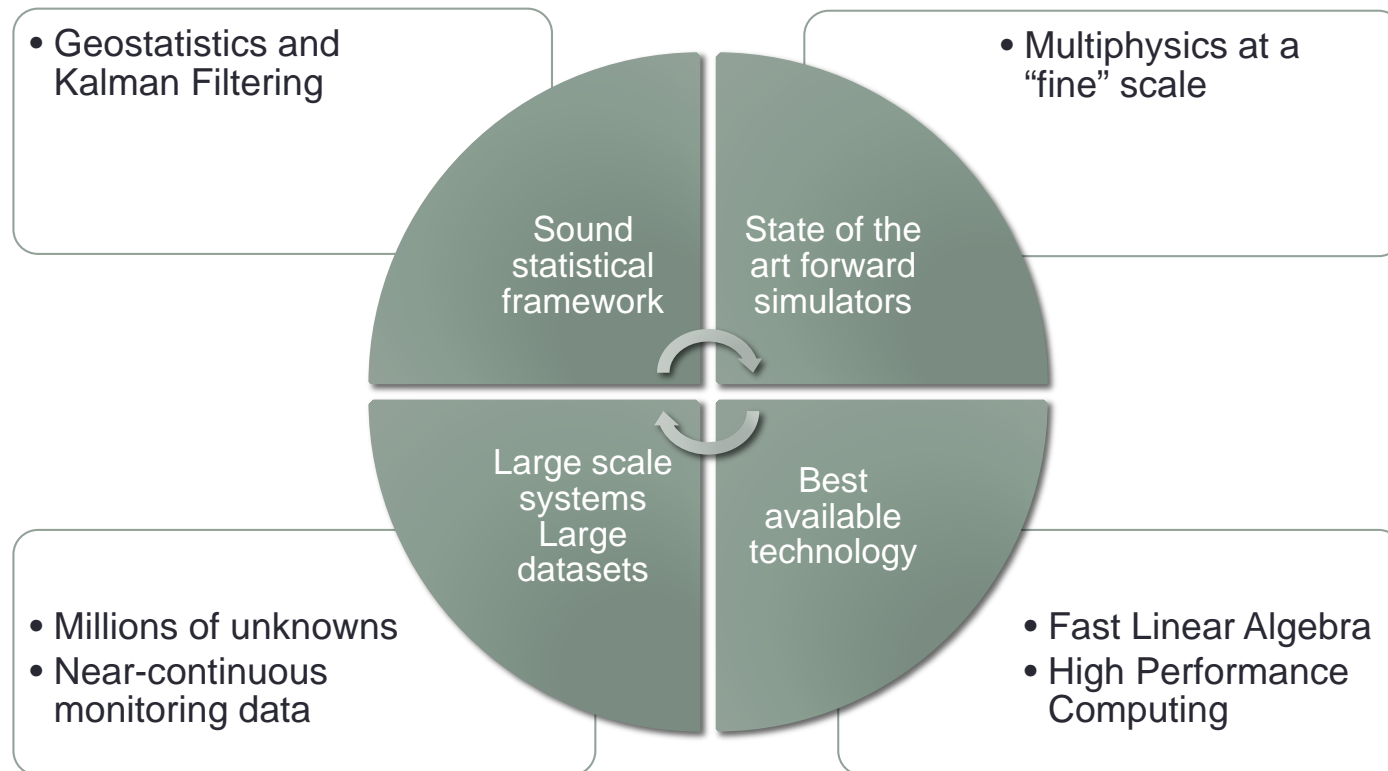 • Geostatistics and
Kalman Filtering
• Multiphysics at a
“fine” scale
Sound
statistical
framework
State of the
art forward
simulators
Large scale
systems
Large
datasets
Best
available
technology
• Millions of unknowns
• Near-continuous
monitoring data
• Fast Linear Algebra
• High Performance
Computing